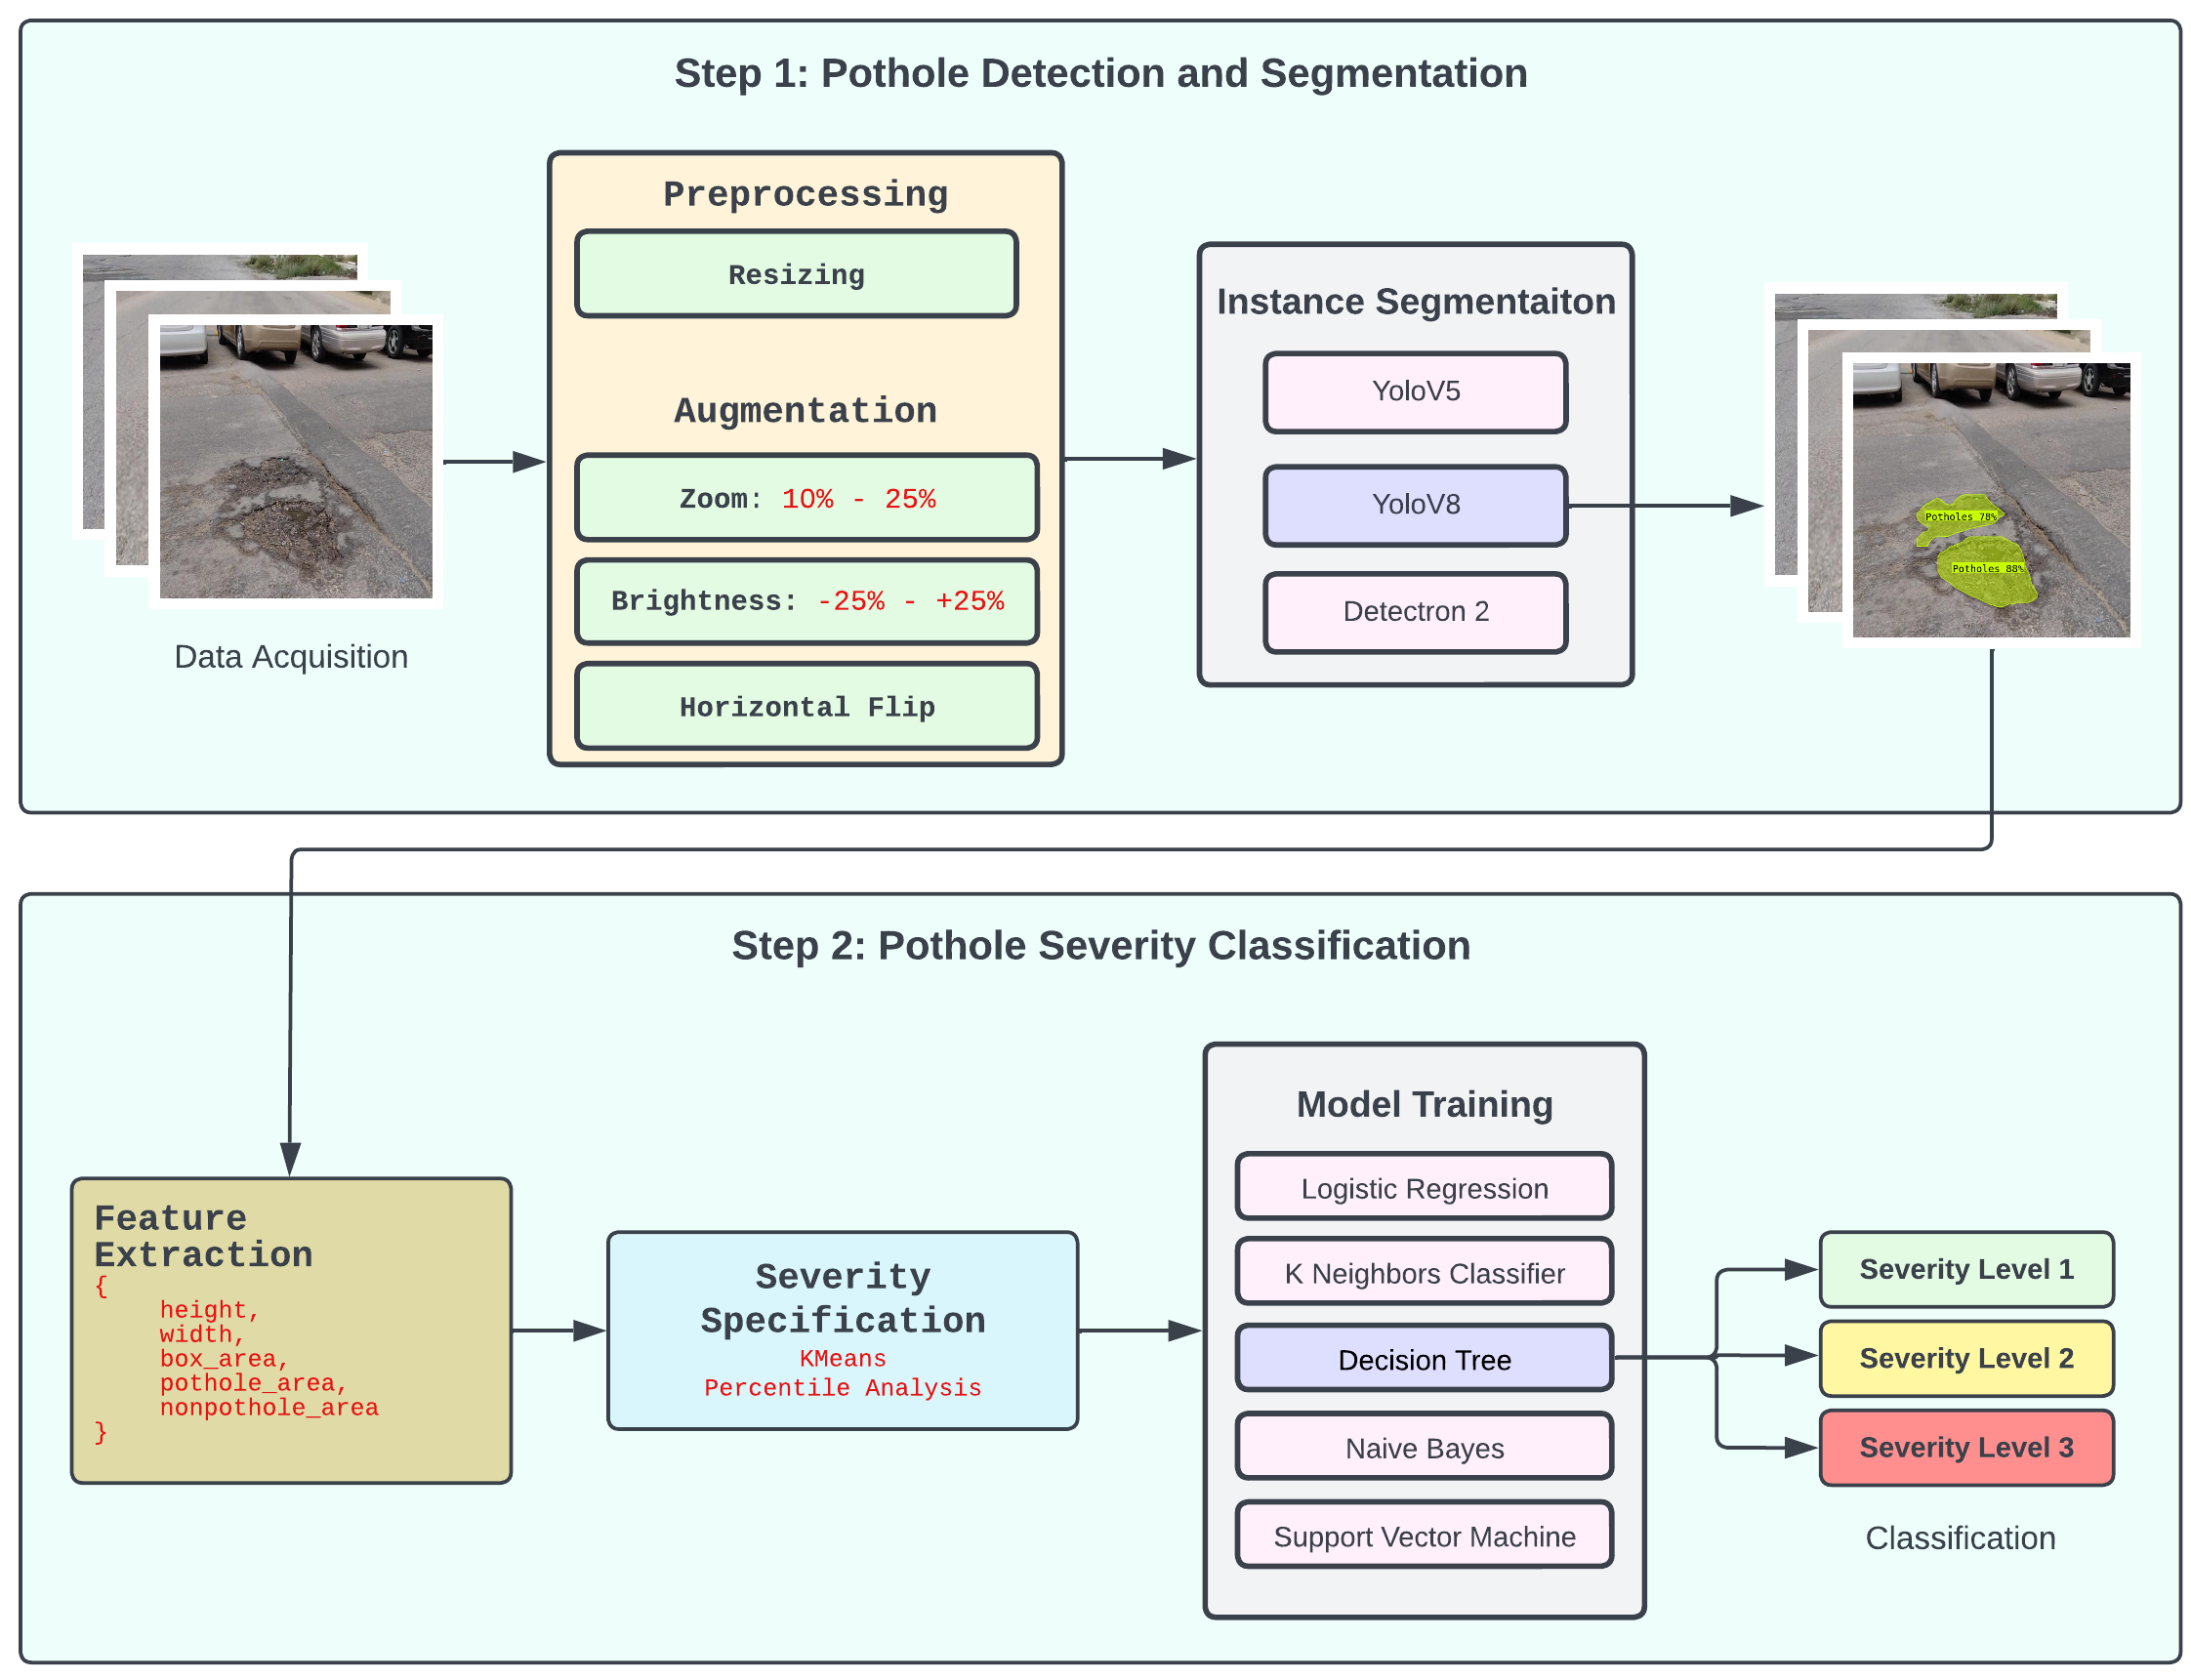 Step 1: Pothole Detection and Segmentation
Data Acquisition
Preprocessing
Resizing
Augmentation
Zoom: 10% - 25%
Brightness: -25% - +25%
Horizontal Flip
Instance Segmentaiton
YoloV5
YoloV8
Detectron 2
Potholes 78%
Potholes 88%
Step 2: Pothole Severity Classification
Feature
Extraction
{
height,
width,
box_area,
pothole_area,
nonpothole_area
}
Severity
Specification
KMeans
Percentile Analysis
Model Training
Logistic Regression
K Neighbors Classifier
Decision Tree
Naive Bayes
Support Vector Machine
Severity Level 1
Severity Level 2
Severity Level 3
Classification